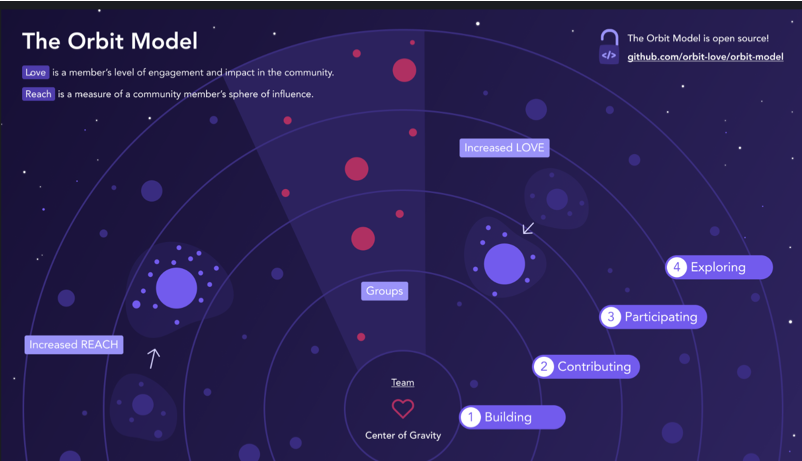 The Orbit Model
Love is a member's level of engagement and impact in the community.
Reach is a measure of a community member's sphere of influence.
The Orbit Model is open source!
</> github.com/orbit-love/orbit-model
Increased LOVE
4 Exploring
Groups
3 Participating
Increased REACH
2 Contributing
Team
1 Building
Center of Gravity